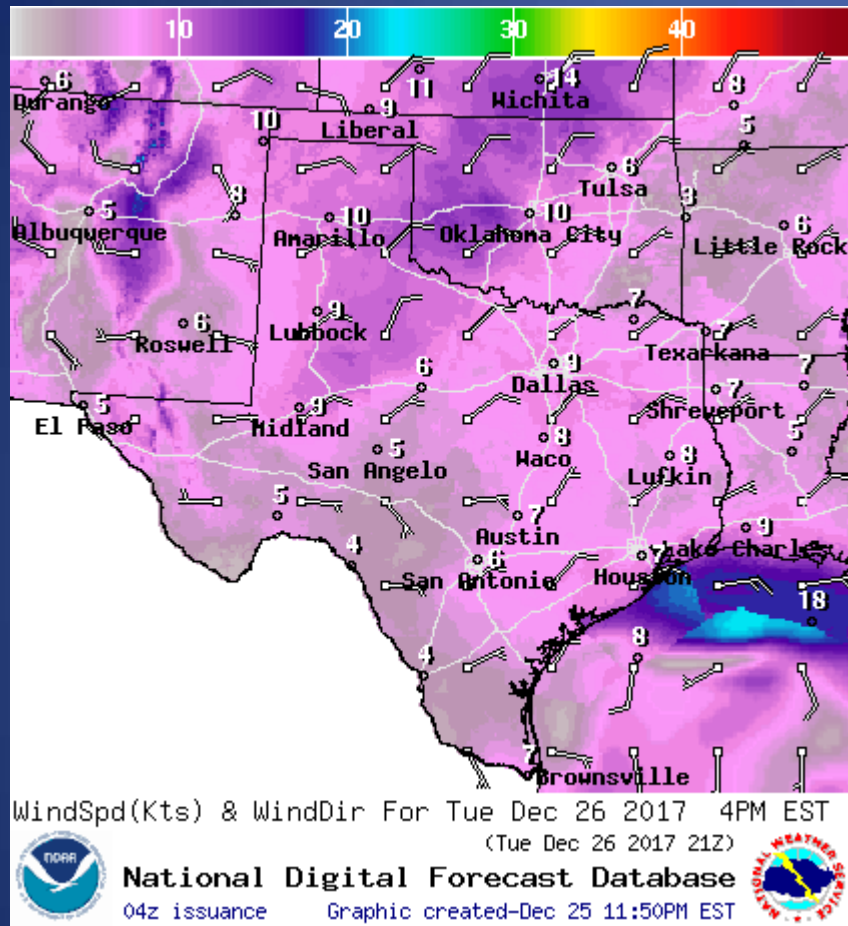 10 20 30 40
6 11 14 8
Durango Wichita
9
Liberal
10 5
6
Tulsa
5 8 10 10 3 6
Albuquerque Amarillo Oklahoma City Little Rock
6 9 7 7
Roswell Lubbock Texarkana
6 9 7
Dallas
5 9 7
El Paso Midland Shreveport
5 8 8 5
San Angelo Waco Lufkin
5 7 9
Austin Lake Charles
4 6 7
San Antonio Houston
18
8
4
7
Brownsville
WindSpd(Kts) & WindDir For Tue Dec 26 2017 4PM EST
(Tue Dec 26 2017 21Z)
NOAA
NATIONAL WEATHER SERVICE
National Digital Forecast Database
04z issuance Graphic created-Dec 25 11:50PM EST